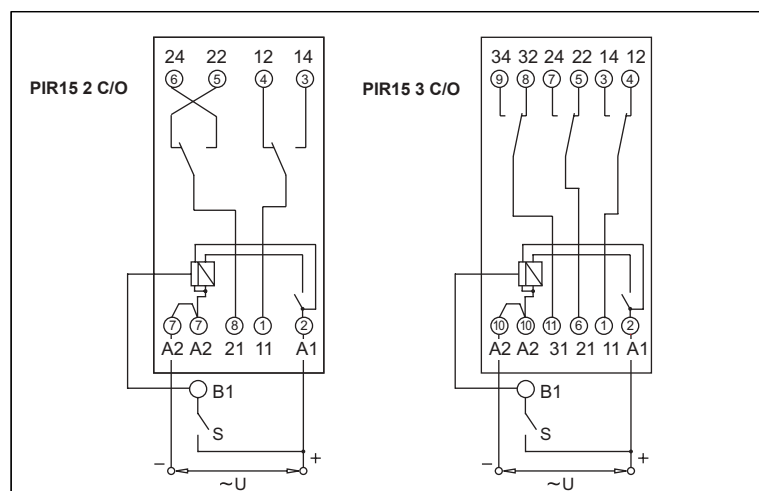 PIR15 2 C/O
24 22 12 14
6 5 4 3
7 7 8 1 2
A2 A2 21 11 A1
B1
S
– +
~U
PIR15 3 C/O
34 32 24 22 14 12
9 8 7 5 3 4
10 10 11 6 1 2
A2 A2 31 21 11 A1
B1
S
– +
~U